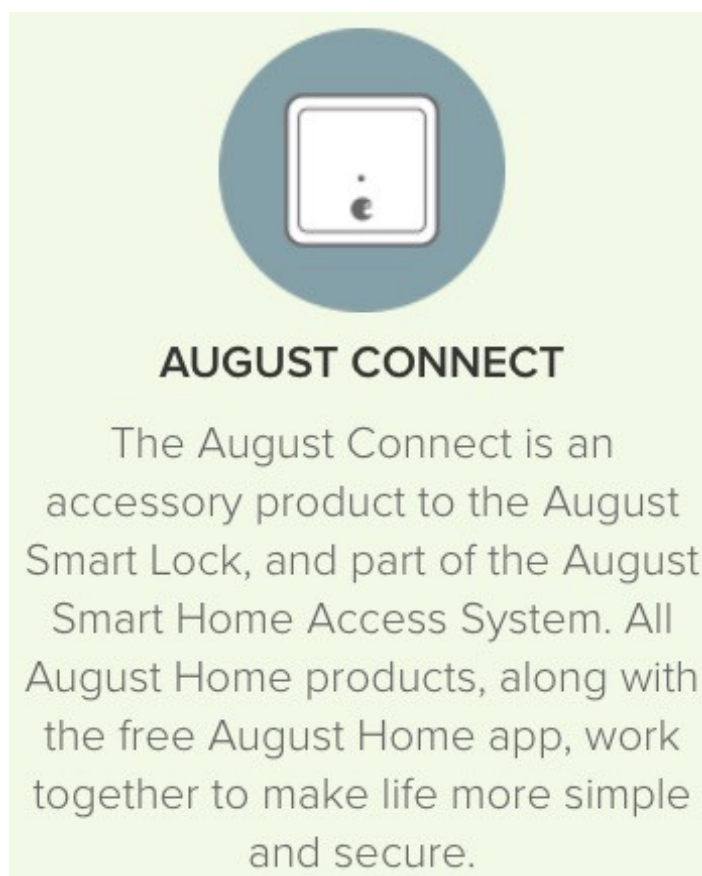 AUGUST CONNECT
The August Connect is an
accessory product to the August
Smart Lock, and part of the August
Smart Home Access System. All
August Home products, along with
the free August Home app, work
together to make life more simple
and secure.